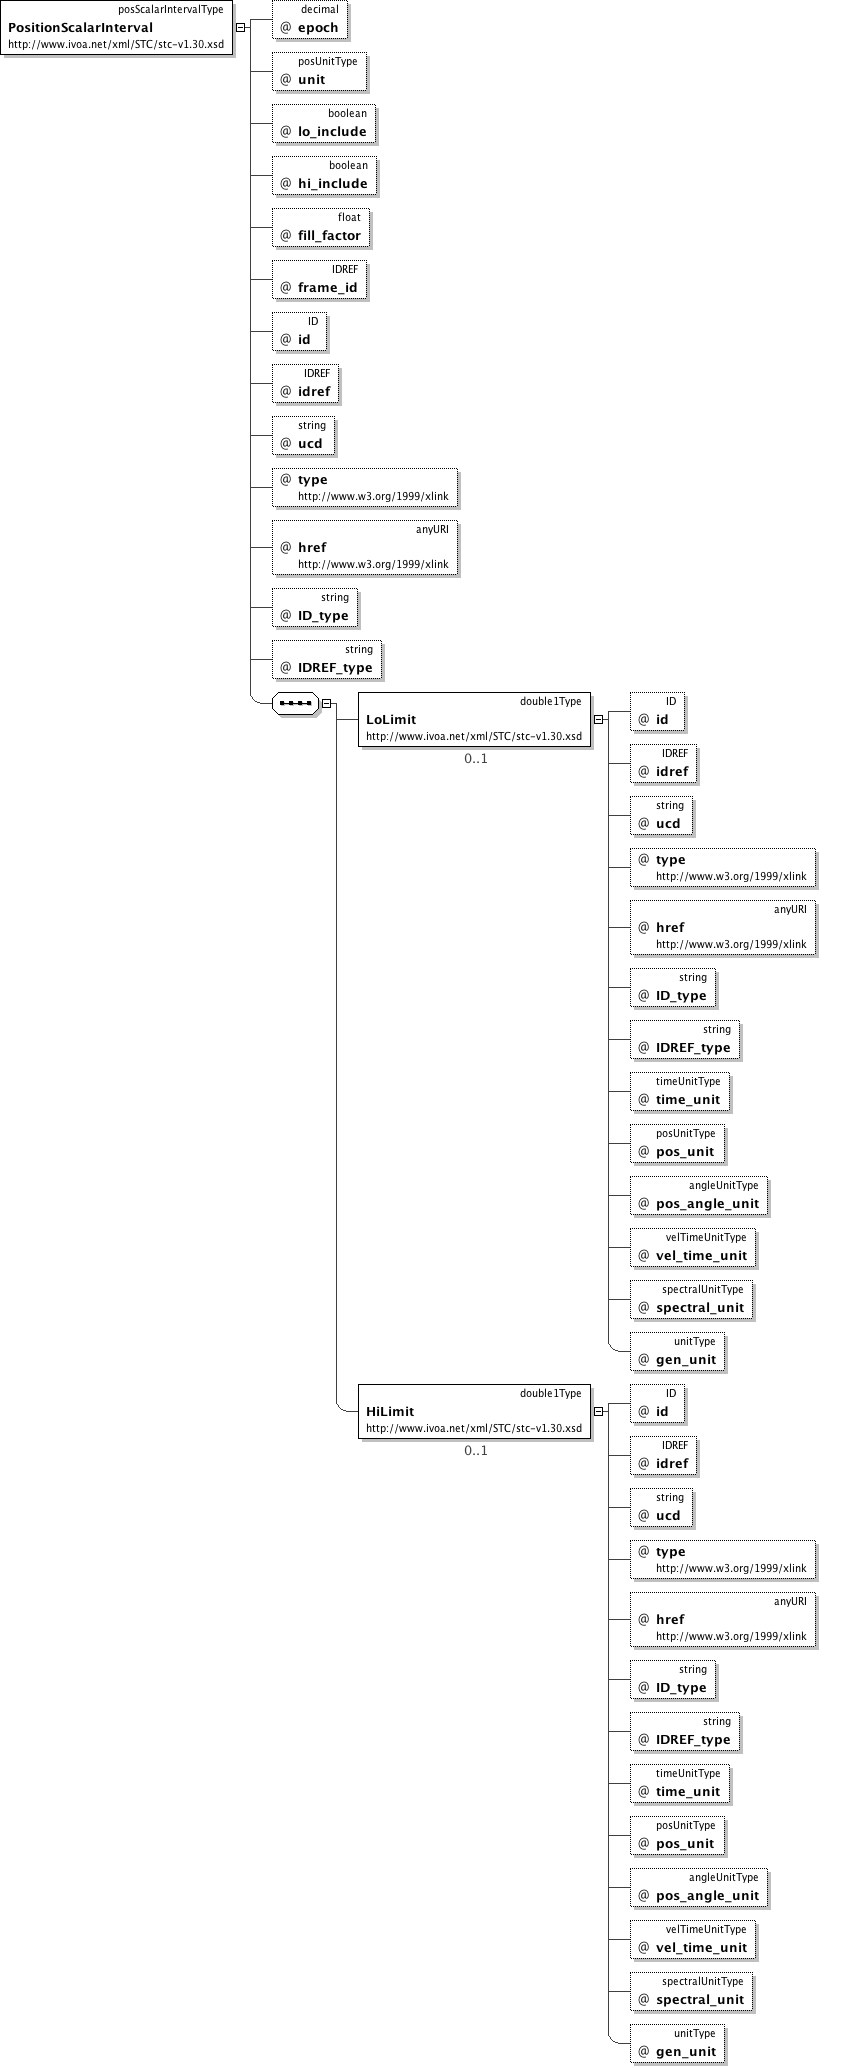 posScalarIntervalType
PositionScalarInterval
http://www.ivoa.net/xml/STC/stc-v1.30.xsd
decimal
@ epoch
posUnitType
@ unit
boolean
@ lo_include
boolean
@ hi_include
float
@ fill_factor
IDREF
@ frame_id
ID
@ id
IDREF
@ idref
string
@ ucd
@ type
http://www.w3.org/1999/xlink
anyURI
@ href
http://www.w3.org/1999/xlink
string
@ ID_type
string
@ IDREF_type
double1Type
LoLimit
http://www.ivoa.net/xml/STC/stc-v1.30.xsd
0..1
ID
@ id
IDREF
@ idref
string
@ ucd
@ type
http://www.w3.org/1999/xlink
anyURI
@ href
http://www.w3.org/1999/xlink
string
@ ID_type
string
@ IDREF_type
timeUnitType
@ time_unit
posUnitType
@ pos_unit
angleUnitType
@ pos_angle_unit
velTimeUnitType
@ vel_time_unit
spectralUnitType
@ spectral_unit
unitType
@ gen_unit
double1Type
HiLimit
http://www.ivoa.net/xml/STC/stc-v1.30.xsd
0..1
ID
@ id
IDREF
@ idref
string
@ ucd
@ type
http://www.w3.org/1999/xlink
anyURI
@ href
http://www.w3.org/1999/xlink
string
@ ID_type
string
@ IDREF_type
timeUnitType
@ time_unit
posUnitType
@ pos_unit
angleUnitType
@ pos_angle_unit
velTimeUnitType
@ vel_time_unit
spectralUnitType
@ spectral_unit
unitType
@ gen_unit